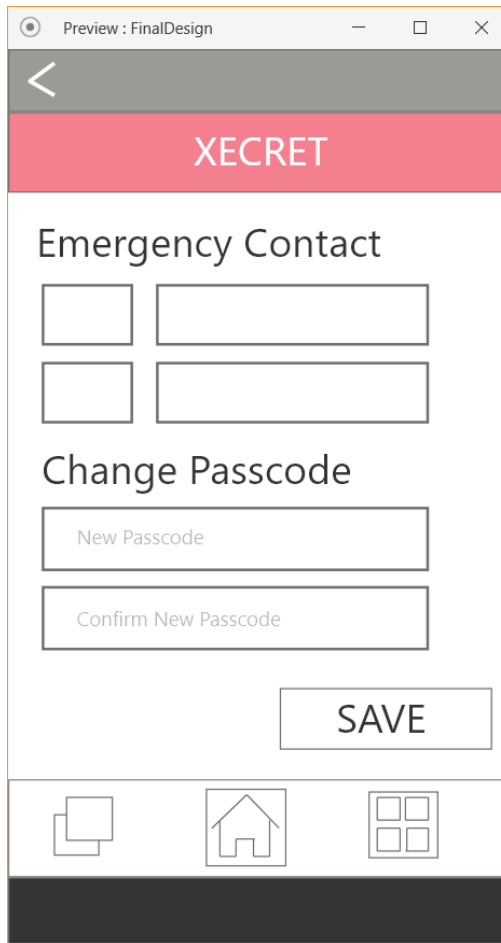 Preview : FinalDesign
XECRET
Emergency Contact
Change Passcode
New Passcode
Confirm New Passcode
SAVE